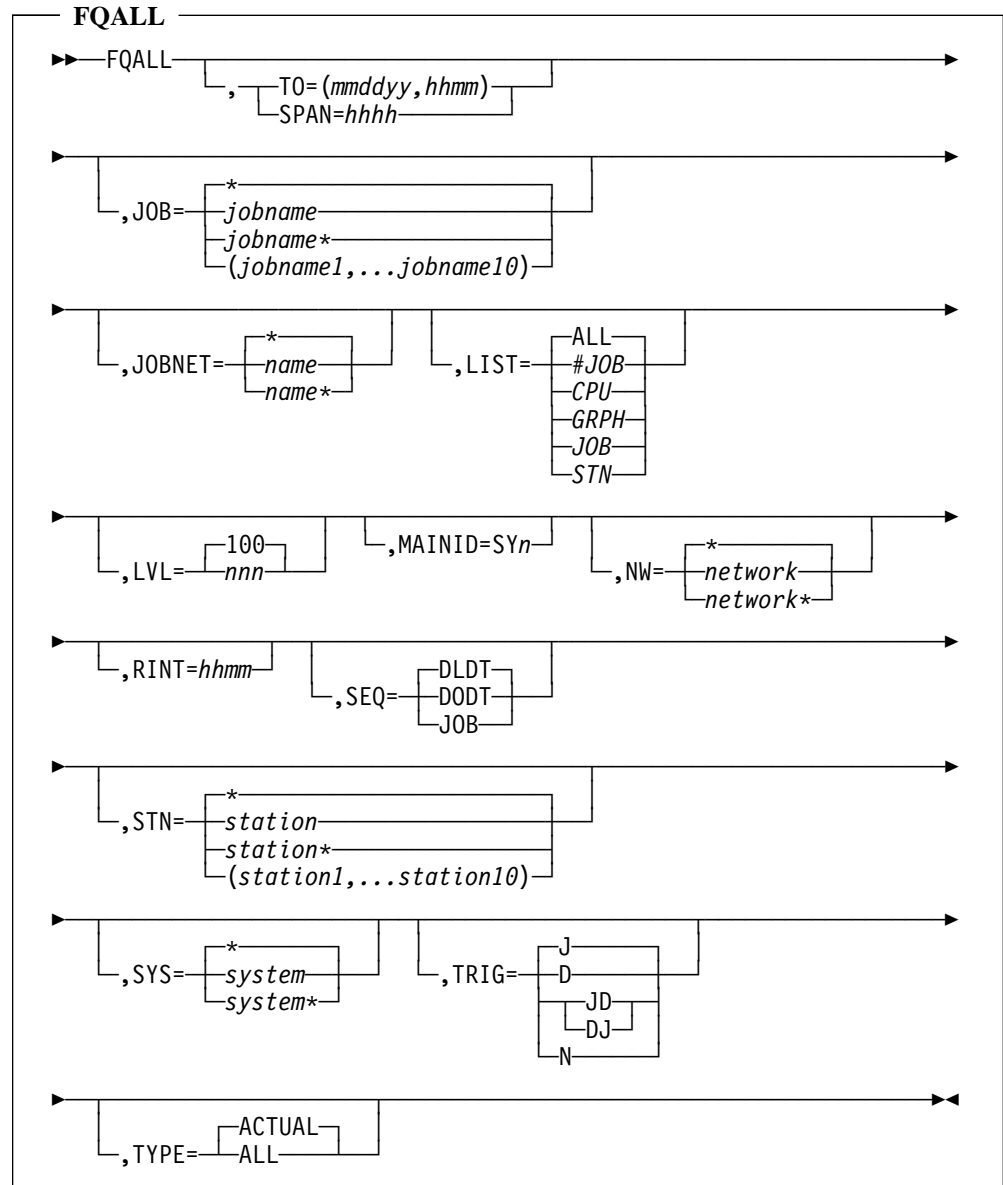 FQALL
FQALL
, TO=(mmddyy,hhmm)
SPAN=hhhh
*
,JOB= jobname
jobname*
(jobname1,...jobname10)
* ALL
,JOBNET= name ,LIST= #JOB
name* CPU
GRPH
JOB
STN
100 ,MAINID=SYn *
,LVL= nnn ,NW= network
network*
,RINT=hhmm DLDT
,SEQ= DODT
JOB
*
,STN= station
station*
(station1,...station10)
* J
,SYS= system ,TRIG= D
system* JD
DJ
N
ACTUAL
,TYPE= ALL